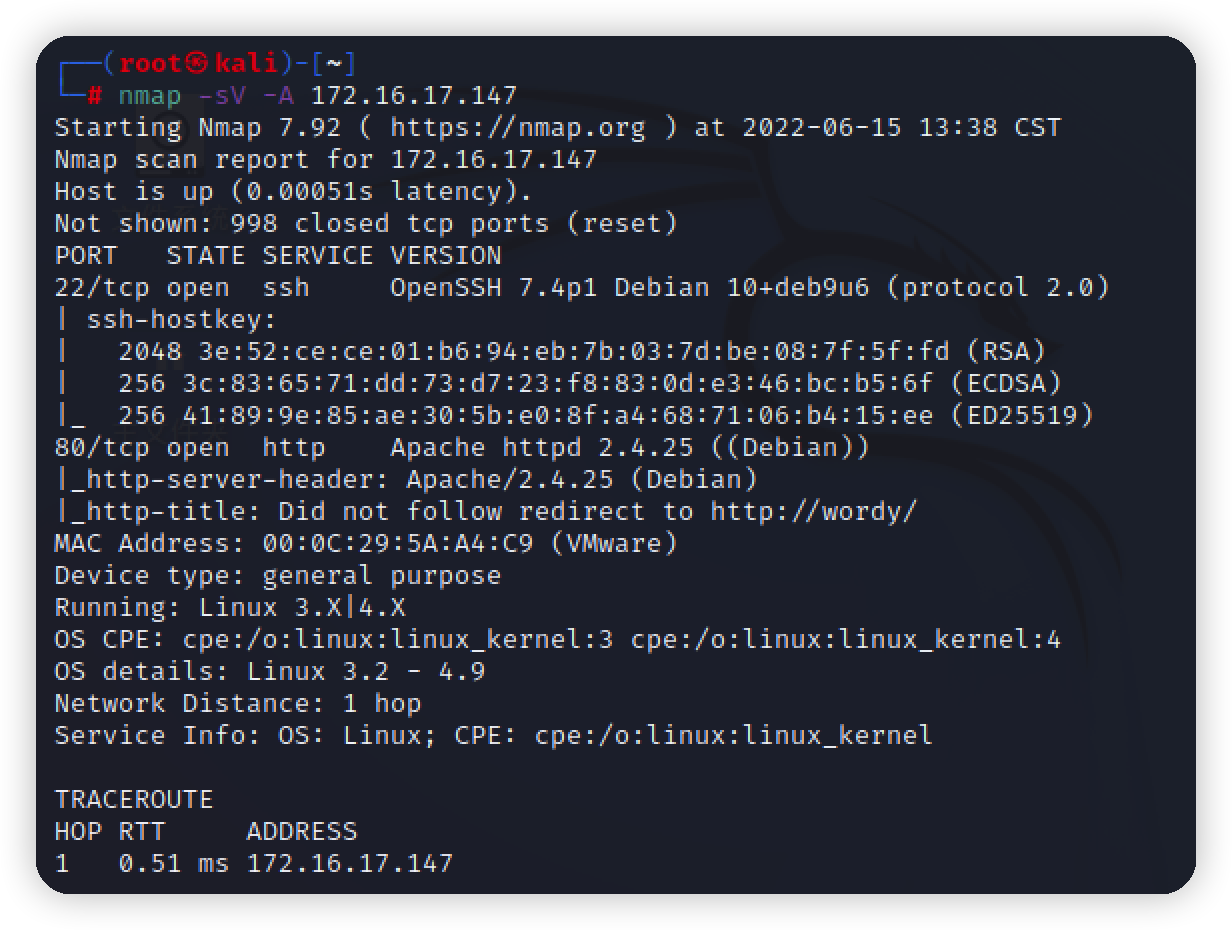 ┌──(root㉿kali)-[~]
└─# nmap -sV -A 172.16.17.147
Starting Nmap 7.92 ( https://nmap.org ) at 2022-06-15 13:38 CST
Nmap scan report for 172.16.17.147
Host is up (0.00051s latency).
Not shown: 998 closed tcp ports (reset)
PORT   STATE SERVICE VERSION
22/tcp open  ssh     OpenSSH 7.4p1 Debian 10+deb9u6 (protocol 2.0)
| ssh-hostkey:
|   2048 3e:52:ce:ce:01:b6:94:eb:7b:03:7d:be:08:7f:5f:fd (RSA)
|   256 3c:83:65:71:dd:73:d7:23:f8:83:0d:e3:46:bc:b5:6f (ECDSA)
|_  256 41:89:9e:85:ae:30:5b:e0:8f:a4:68:71:06:b4:15:ee (ED25519)
80/tcp open  http    Apache httpd 2.4.25 ((Debian))
|_http-server-header: Apache/2.4.25 (Debian)
|_http-title: Did not follow redirect to http://wordy/
MAC Address: 00:0C:29:5A:A4:C9 (VMware)
Device type: general purpose
Running: Linux 3.X|4.X
OS CPE: cpe:/o:linux:linux_kernel:3 cpe:/o:linux:linux_kernel:4
OS details: Linux 3.2 - 4.9
Network Distance: 1 hop
Service Info: OS: Linux; CPE: cpe:/o:linux:linux_kernel

TRACEROUTE
HOP RTT     ADDRESS
1   0.51 ms 172.16.17.147